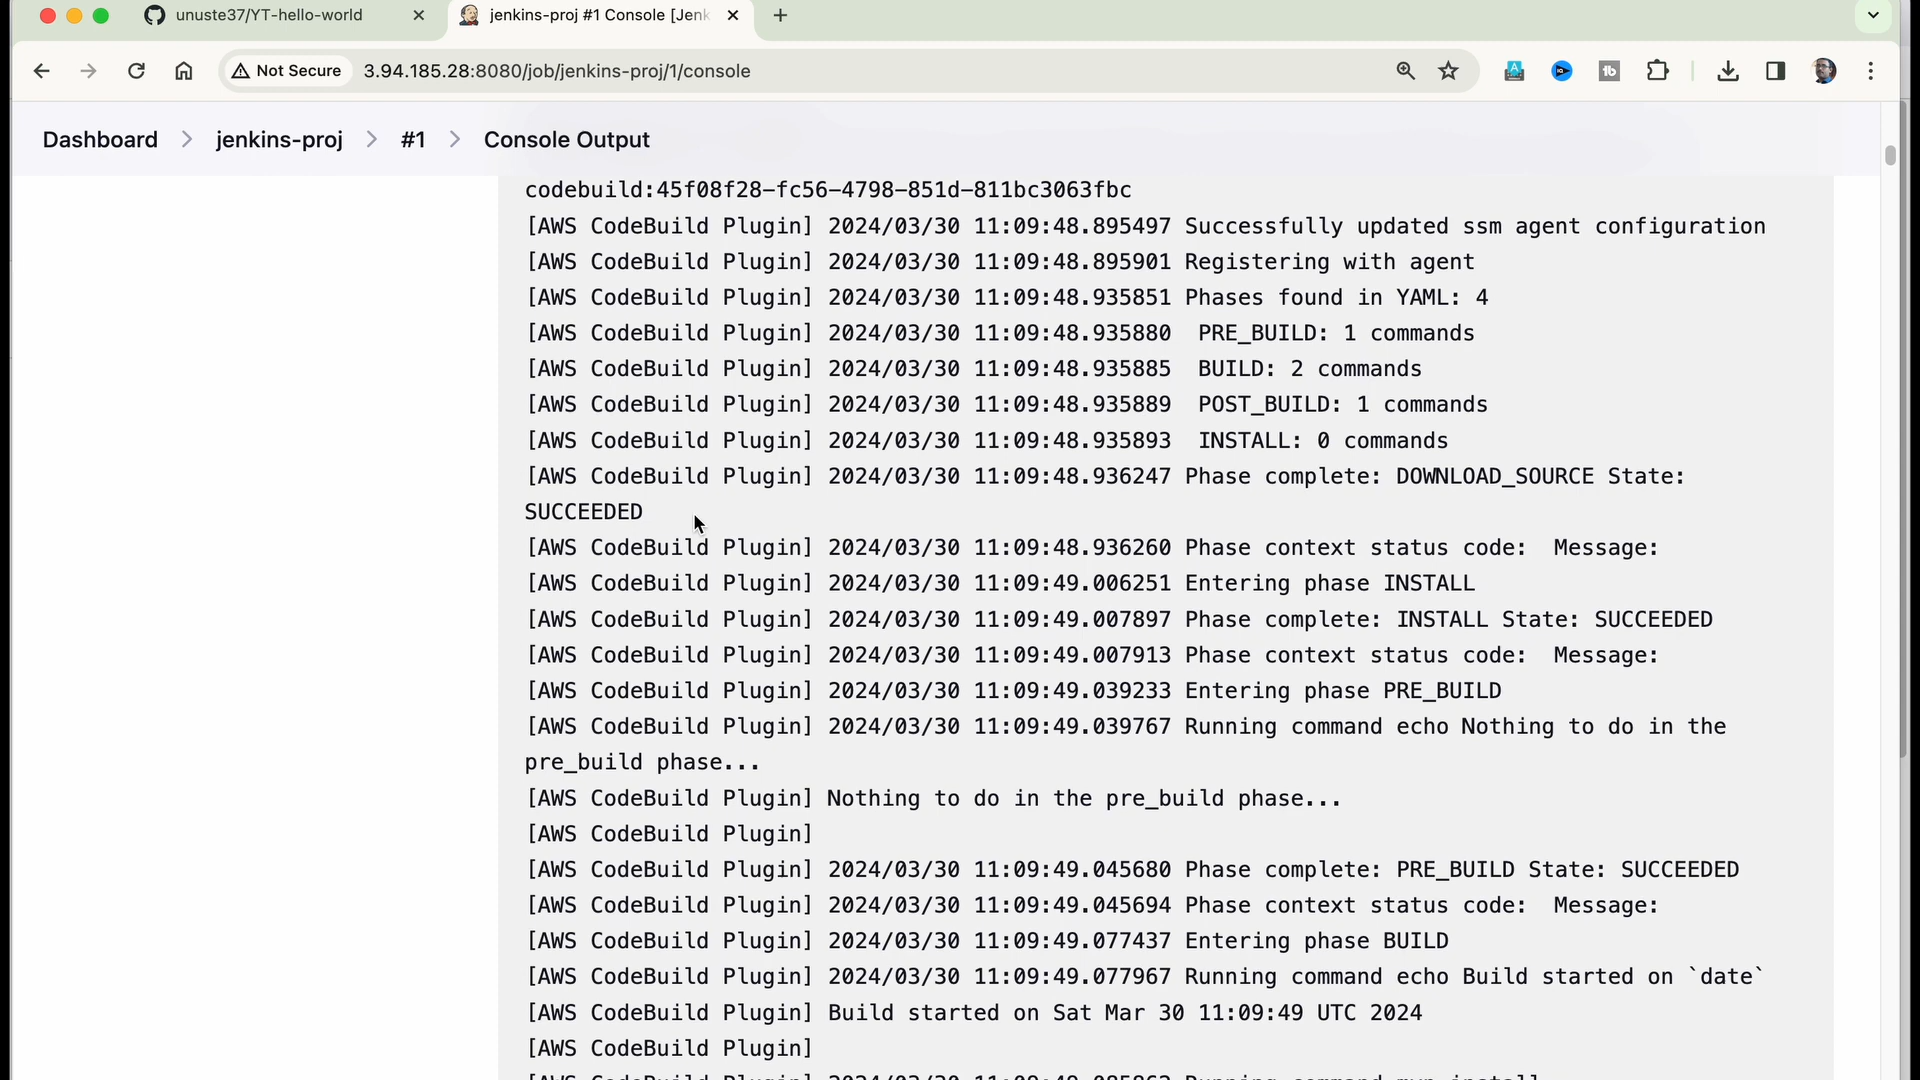 unuste37/YT-hello-world
jenkins-proj #1 Console [Jenk
Not Secure 3.94.185.28:8080/job/jenkins-proj/1/console
Dashboard > jenkins-proj > #1 > Console Output
codebuild:45f08f28-fc56-4798-851d-811bc3063fbc
[AWS CodeBuild Plugin] 2024/03/30 11:09:48.895497 Successfully updated ssm agent configuration
[AWS CodeBuild Plugin] 2024/03/30 11:09:48.895901 Registering with agent
[AWS CodeBuild Plugin] 2024/03/30 11:09:48.935851 Phases found in YAML: 4
[AWS CodeBuild Plugin] 2024/03/30 11:09:48.935880  PRE_BUILD: 1 commands
[AWS CodeBuild Plugin] 2024/03/30 11:09:48.935885  BUILD: 2 commands
[AWS CodeBuild Plugin] 2024/03/30 11:09:48.935889  POST_BUILD: 1 commands
[AWS CodeBuild Plugin] 2024/03/30 11:09:48.935893  INSTALL: 0 commands
[AWS CodeBuild Plugin] 2024/03/30 11:09:48.936247 Phase complete: DOWNLOAD_SOURCE State:
SUCCEEDED
[AWS CodeBuild Plugin] 2024/03/30 11:09:48.936260 Phase context status code:  Message:
[AWS CodeBuild Plugin] 2024/03/30 11:09:49.006251 Entering phase INSTALL
[AWS CodeBuild Plugin] 2024/03/30 11:09:49.007897 Phase complete: INSTALL State: SUCCEEDED
[AWS CodeBuild Plugin] 2024/03/30 11:09:49.007913 Phase context status code:  Message:
[AWS CodeBuild Plugin] 2024/03/30 11:09:49.039233 Entering phase PRE_BUILD
[AWS CodeBuild Plugin] 2024/03/30 11:09:49.039767 Running command echo Nothing to do in the
pre_build phase...
[AWS CodeBuild Plugin] Nothing to do in the pre_build phase...
[AWS CodeBuild Plugin]
[AWS CodeBuild Plugin] 2024/03/30 11:09:49.045680 Phase complete: PRE_BUILD State: SUCCEEDED
[AWS CodeBuild Plugin] 2024/03/30 11:09:49.045694 Phase context status code:  Message:
[AWS CodeBuild Plugin] 2024/03/30 11:09:49.077437 Entering phase BUILD
[AWS CodeBuild Plugin] 2024/03/30 11:09:49.077967 Running command echo Build started on `date`
[AWS CodeBuild Plugin] Build started on Sat Mar 30 11:09:49 UTC 2024
[AWS CodeBuild Plugin]